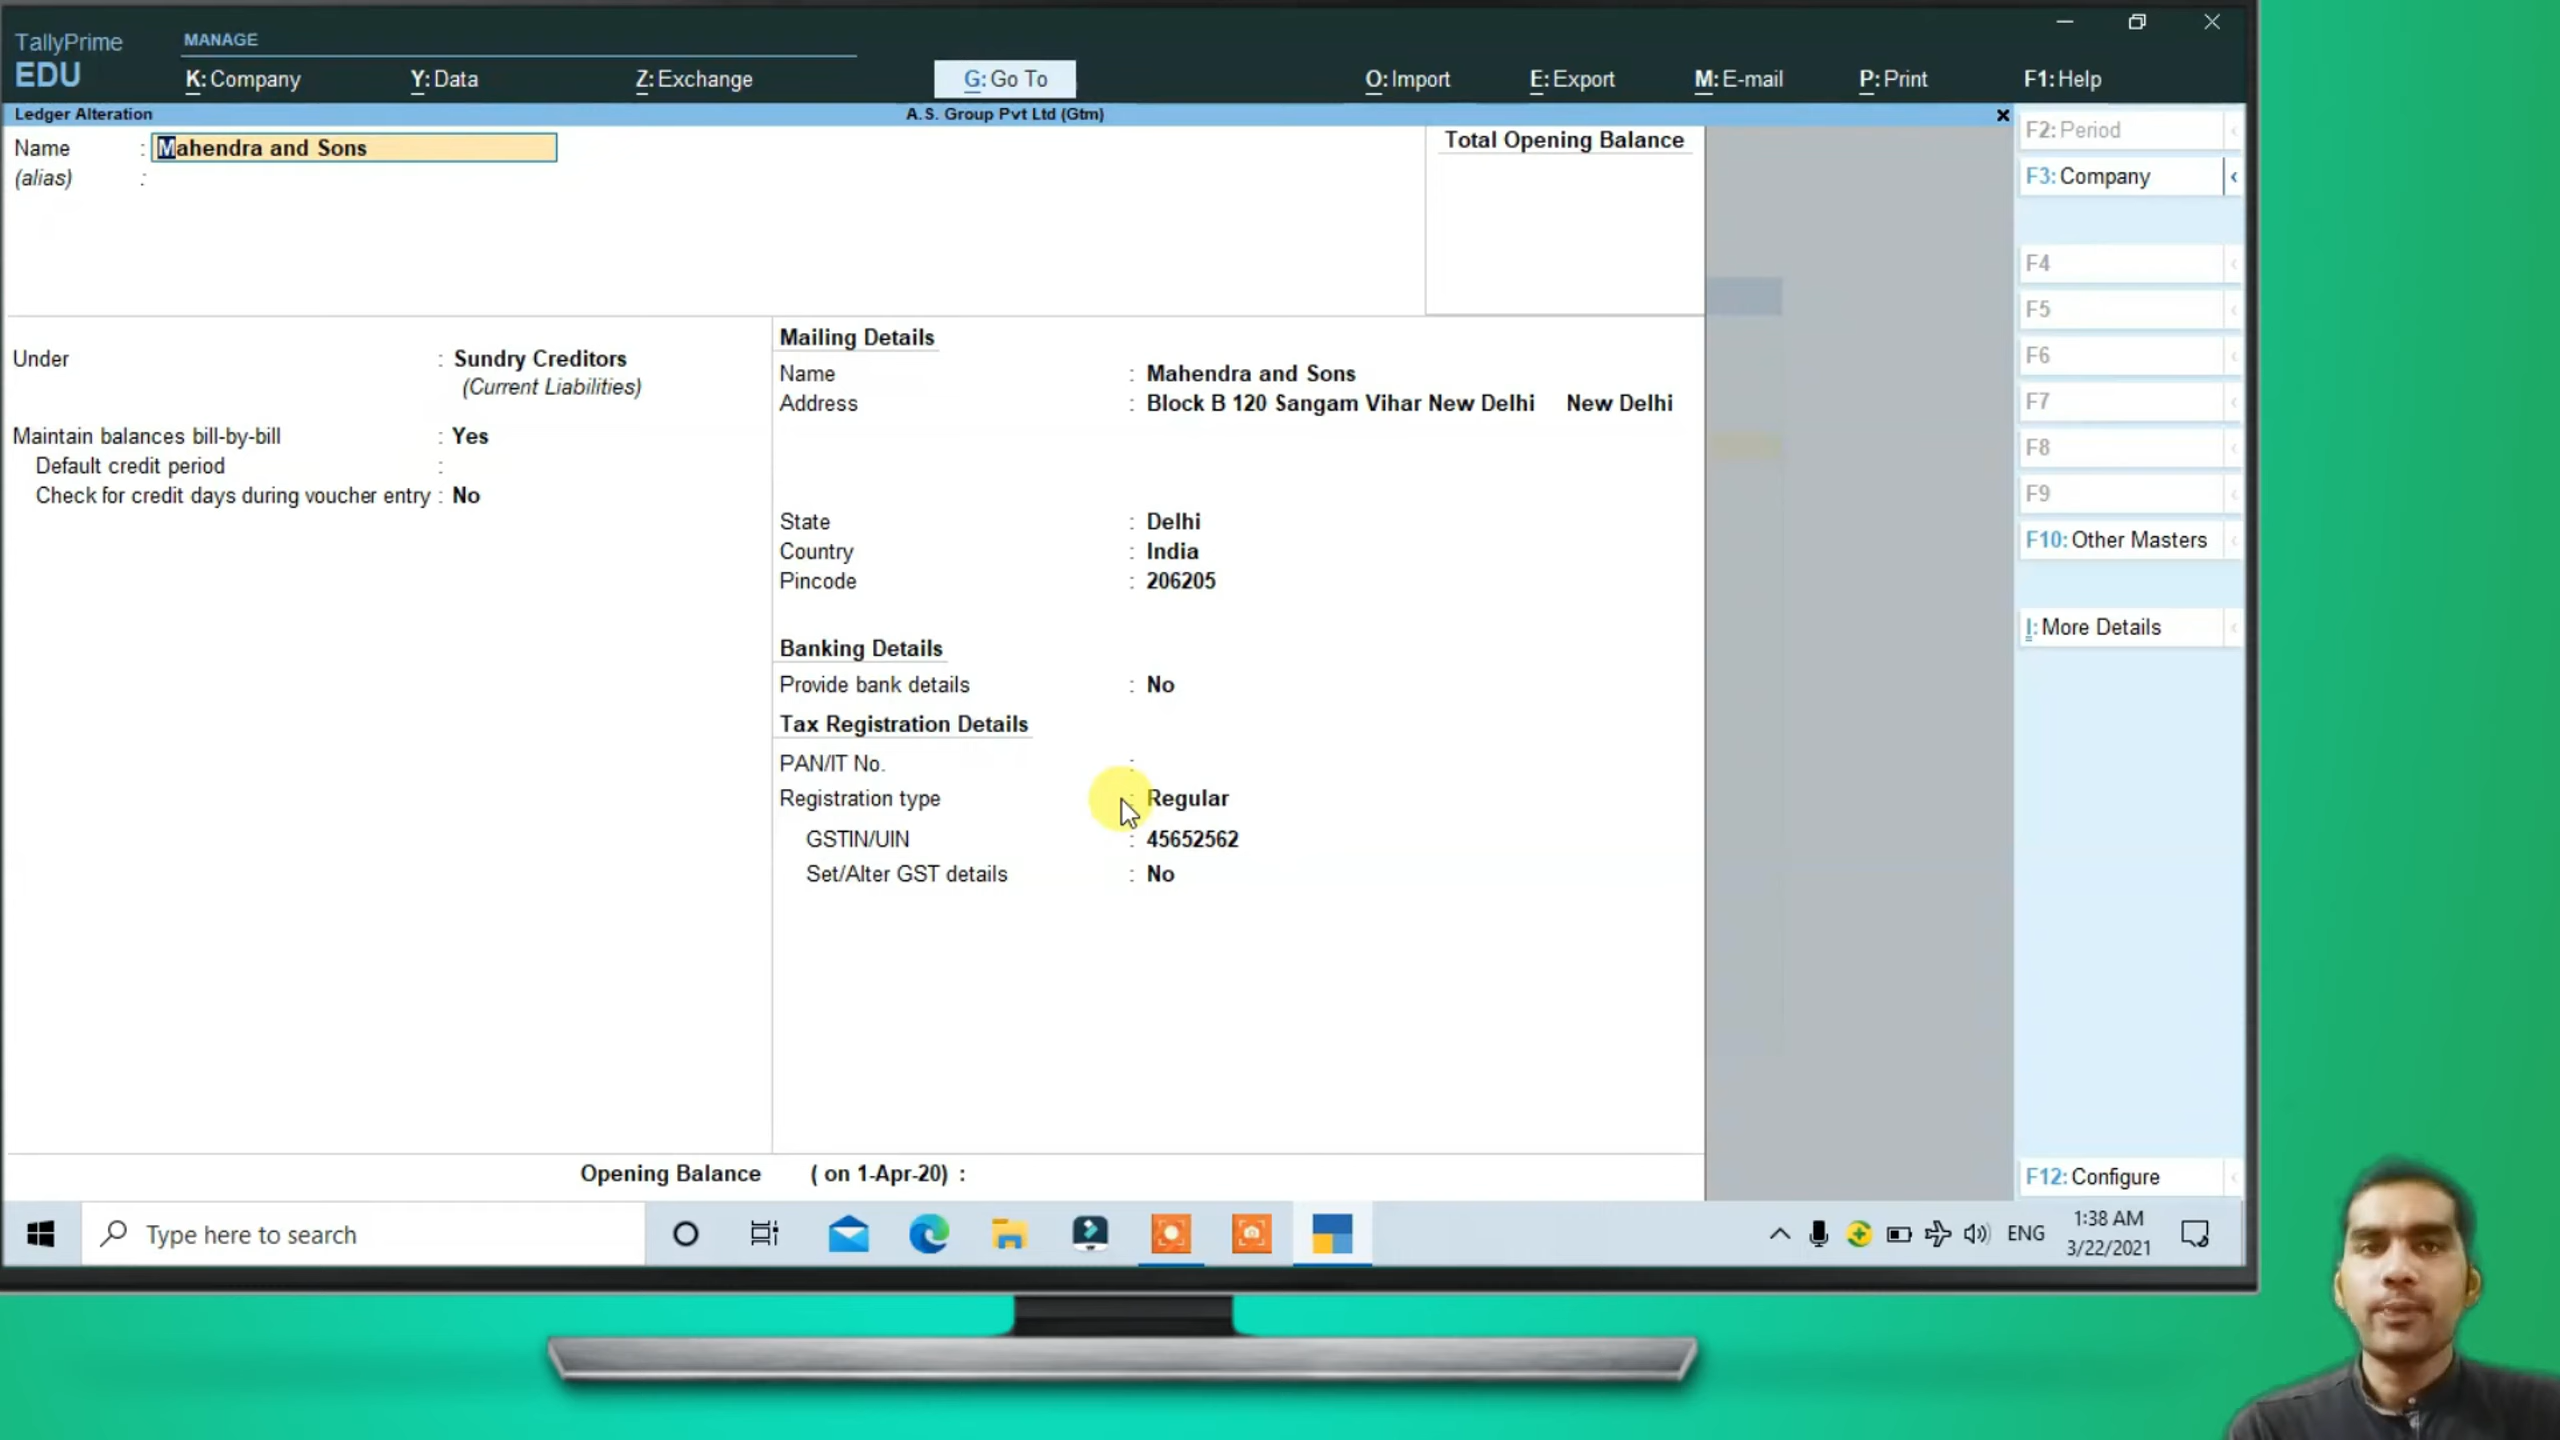 TallyPrime
EDU
MANAGE
K: Company
Y: Data
Z: Exchange
G: Go To
O: Import
E: Export
M: E-mail
P: Print
F1: Help
Ledger Alteration
A.S. Group Pvt Ltd (Gtm)
Name : Mahendra and Sons
(alias) :
Total Opening Balance
Under : Sundry Creditors
(Current Liabilities)
Maintain balances bill-by-bill : Yes
Default credit period :
Check for credit days during voucher entry : No
Mailing Details
Name : Mahendra and Sons
Address : Block B 120 Sangam Vihar New Delhi New Delhi
State : Delhi
Country : India
Pincode : 206205
Banking Details
Provide bank details : No
Tax Registration Details
PAN/IT No. :
Registration type : Regular
GSTIN/UIN : 45652562
Set/Alter GST details : No
Opening Balance ( on 1-Apr-20) :
F2: Period
F3: Company
F4
F5
F6
F7
F8
F9
F10: Other Masters
I: More Details
F12: Configure
Type here to search
ENG
1:38 AM
3/22/2021